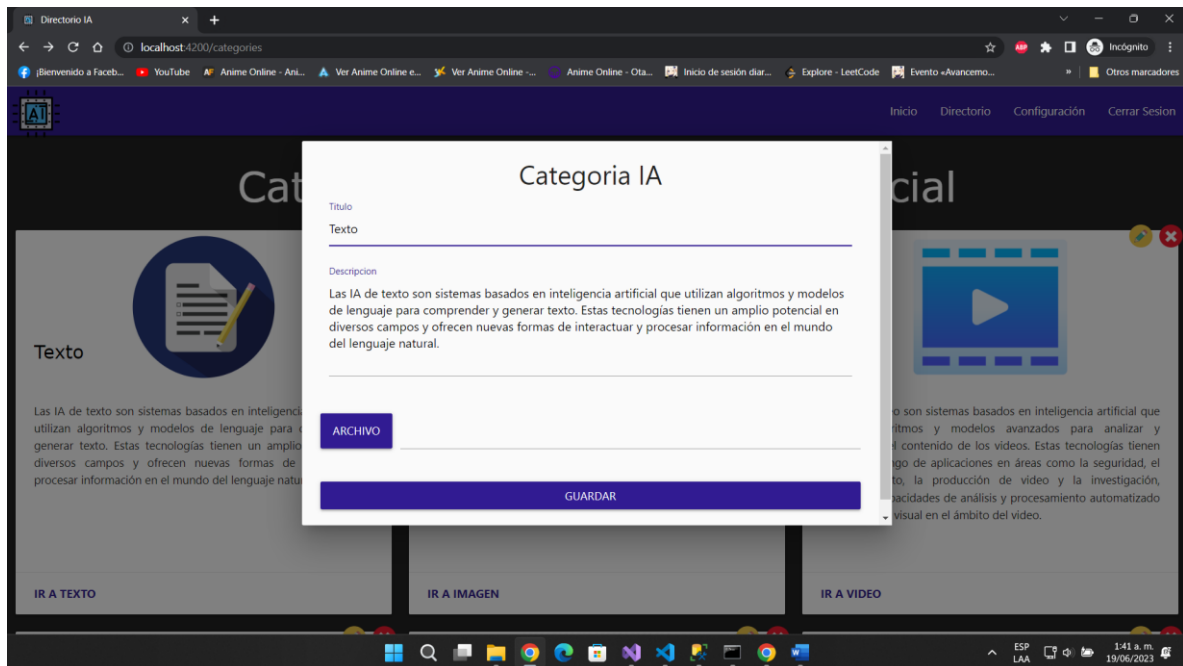 Directorio IA
localhost:4200/categories
Incógnito
¡Bienvenido a Faceb...
YouTube
Anime Online - Ani...
Ver Anime Online e...
Ver Anime Online -...
Anime Online - Ota...
Inicio de sesión diar...
Explore - LeetCode
Evento «Avancemo...
»
Otros marcadores
AI
Inicio
Directorio
Configuración
Cerrar Sesion
Cat
cial
Categoria IA
Titulo
Texto
Descripcion
Las IA de texto son sistemas basados en inteligencia artificial que utilizan algoritmos y modelos
de lenguaje para comprender y generar texto. Estas tecnologías tienen un amplio potencial en
diversos campos y ofrecen nuevas formas de interactuar y procesar información en el mundo
del lenguaje natural.
ARCHIVO
GUARDAR
Texto
Las IA de texto son sistemas basados en inteligenci
utilizan algoritmos y modelos de lenguaje para
generar texto. Estas tecnologías tienen un amplio
diversos campos y ofrecen nuevas formas de
procesar información en el mundo del lenguaje natu
IR A TEXTO
IR A IMAGEN
o son sistemas basados en inteligencia artificial que
itmos y modelos avanzados para analizar y
l contenido de los videos. Estas tecnologías tienen
ngo de aplicaciones en áreas como la seguridad, el
to, la producción de video y la investigación,
pacidades de análisis y procesamiento automatizado
visual en el ámbito del video.
IR A VIDEO
ESP
LAA
1:41 a. m.
19/06/2023